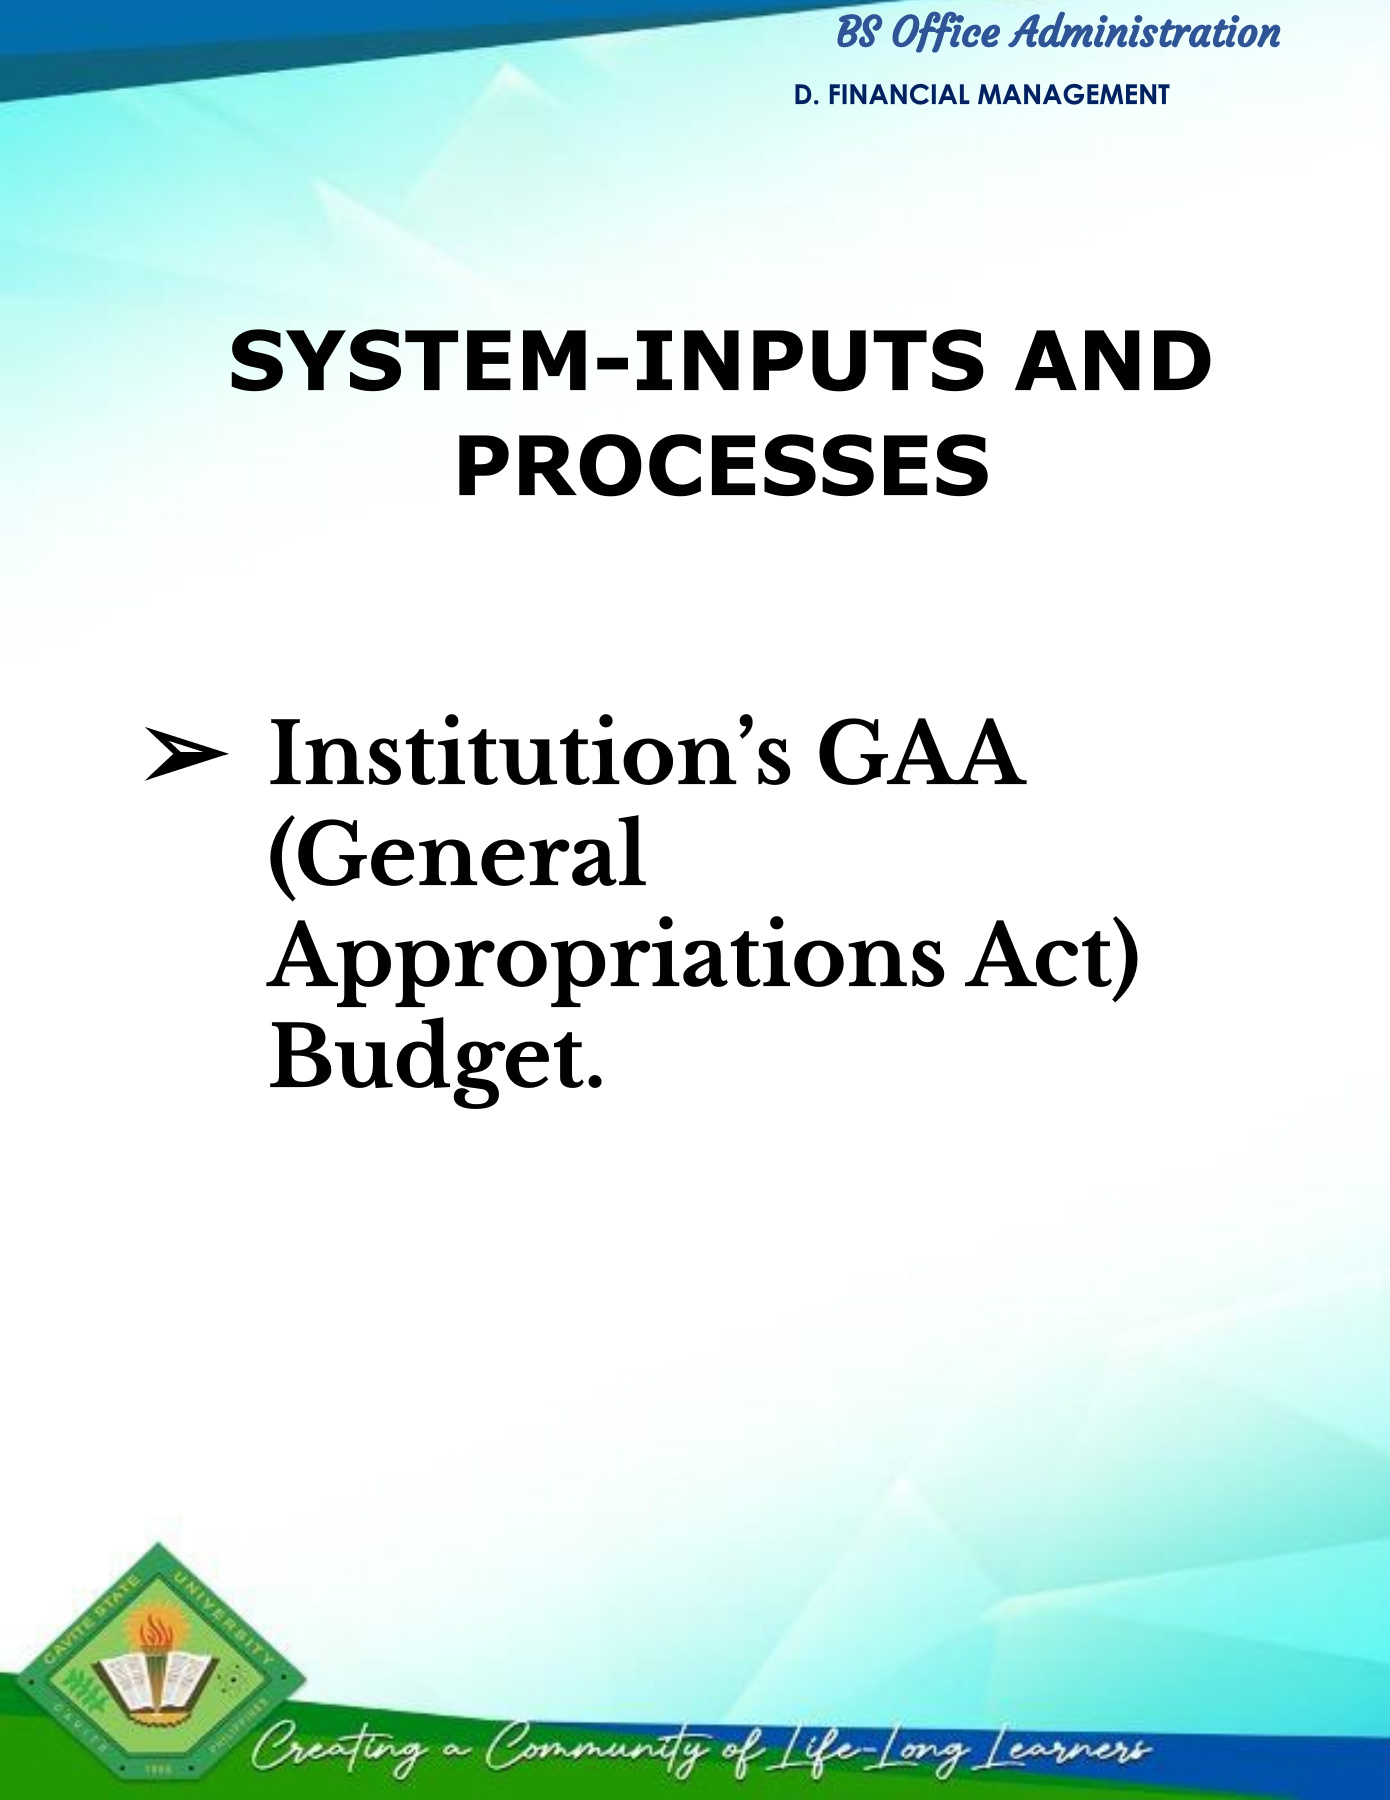 BS Office Administration
D. FINANCIAL MANAGEMENT
SYSTEM-INPUTS AND
PROCESSES
➢ Institution’s GAA
(General
Appropriations Act)
Budget.
CAVITE STATE UNIVERSITY
CAVITE
PHILIPPINES
1906
Creating a Community of Life-Long Learners